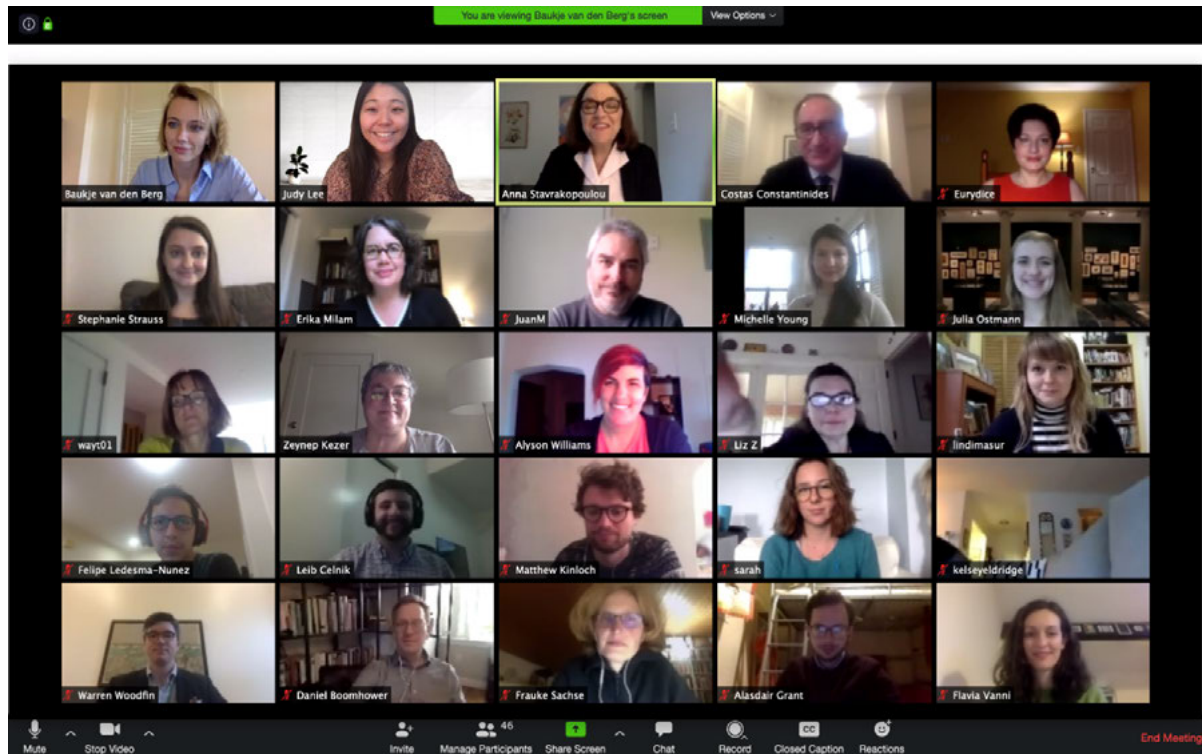 You are viewing Baukje van den Berg's screen
View Options
Baukje van den Berg
Judy Lee
Anna Stavrakopoulou
Costas Constantinides
Eurydice
Stephanie Strauss
Erika Milam
JuanM
Michelle Young
Julia Ostmann
wayt01
Zeynep Kezer
Alyson Williams
Liz Z
lindimasur
Felipe Ledesma-Nunez
Leib Celnik
Matthew Kinloch
sarah
kelseyeldridge
Warren Woodfin
Daniel Boomhower
Frauke Sachse
Alasdair Grant
Flavia Vanni
46
CC
Mute
Stop Video
Invite
Manage Participants
Share Screen
Chat
Record
Closed Caption
Reactions
End Meeting